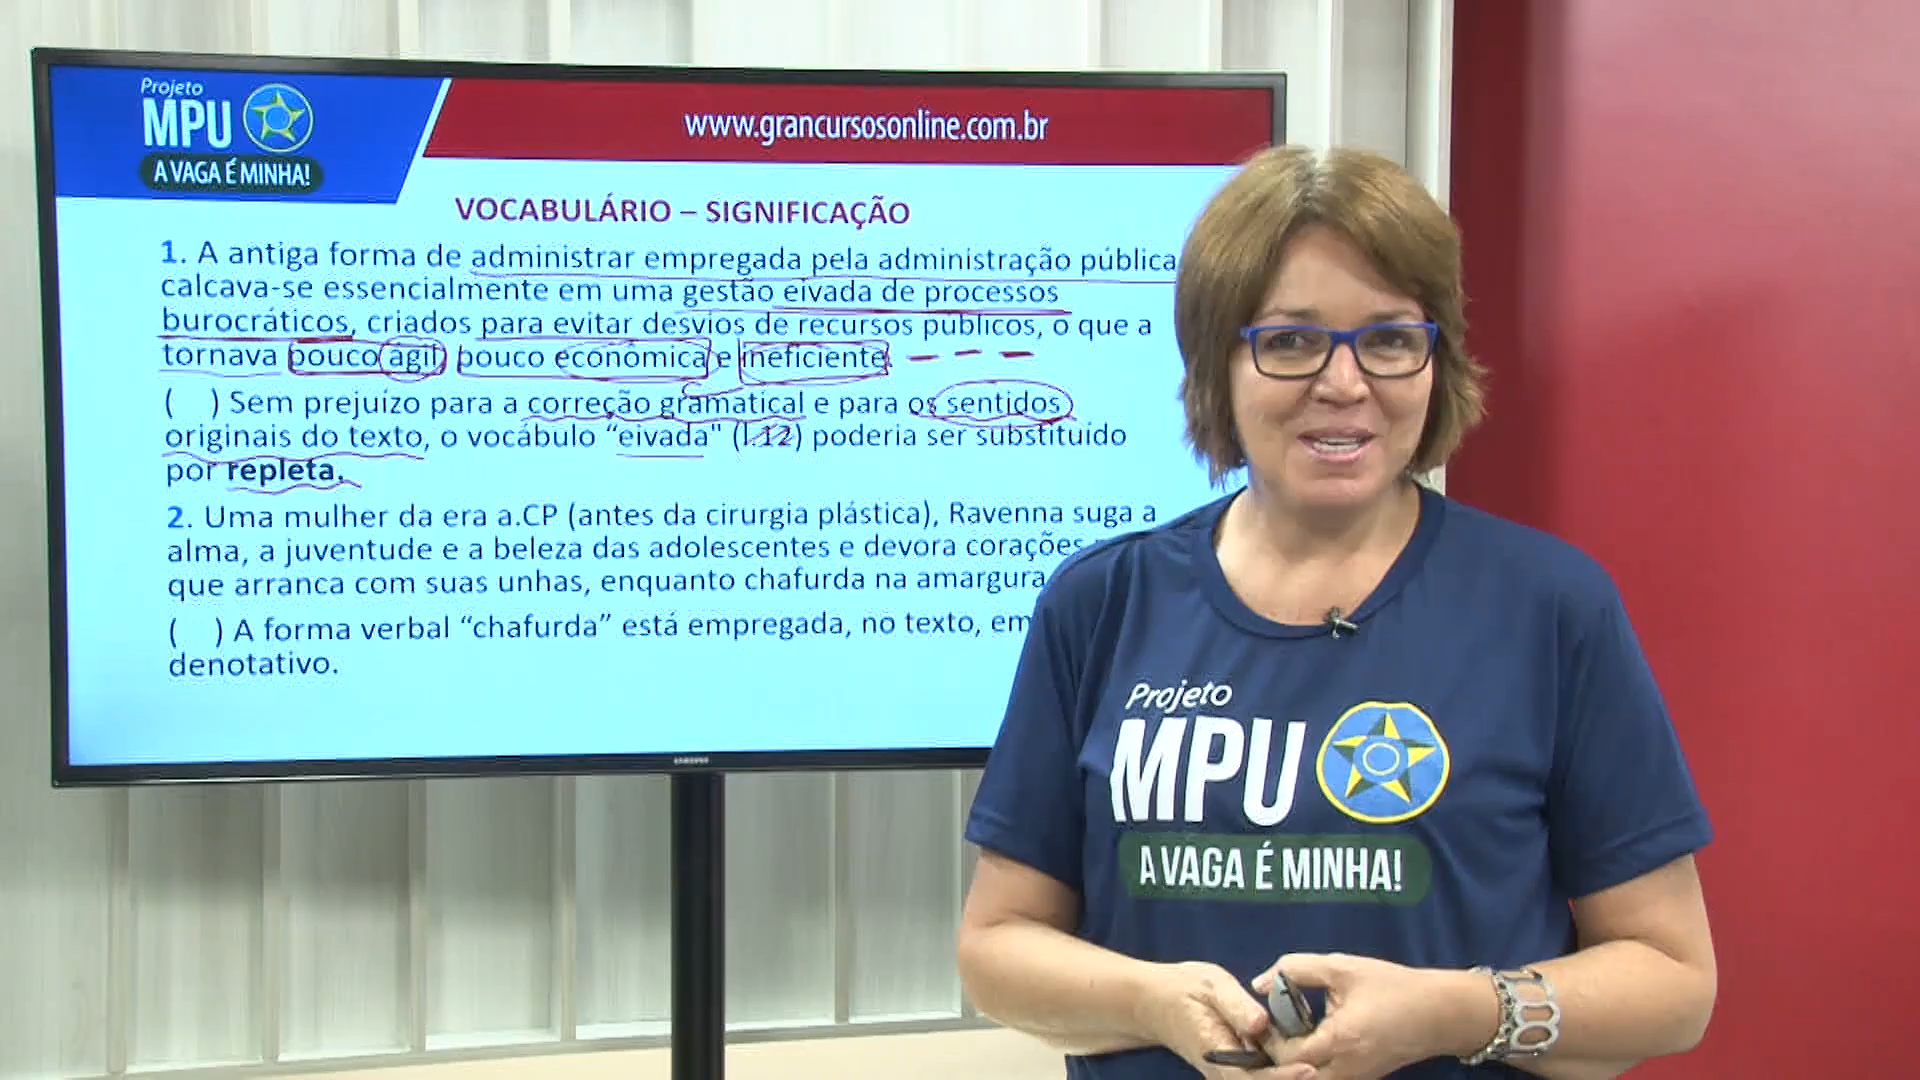 Projeto
MPU
A VAGA É MINHA!
www.grancursosonline.com.br
VOCABULÁRIO – SIGNIFICAÇÃO
1. A antiga forma de administrar empregada pela administração pública
calcava-se essencialmente em uma gestão eivada de processos
burocráticos, criados para evitar desvios de recursos públicos, o que a
tornava pouco ágil, pouco econômica e ineficiente.
( ) Sem prejuízo para a correção gramatical e para os sentidos
originais do texto, o vocábulo “eivada" (l.12) poderia ser substituído
por repleta.
2. Uma mulher da era a.CP (antes da cirurgia plástica), Ravenna suga a
alma, a juventude e a beleza das adolescentes e devora corações
que arranca com suas unhas, enquanto chafurda na amargura
( ) A forma verbal “chafurda” está empregada, no texto, em
denotativo.
SAMSUNG
Projeto
MPU
A VAGA É MINHA!